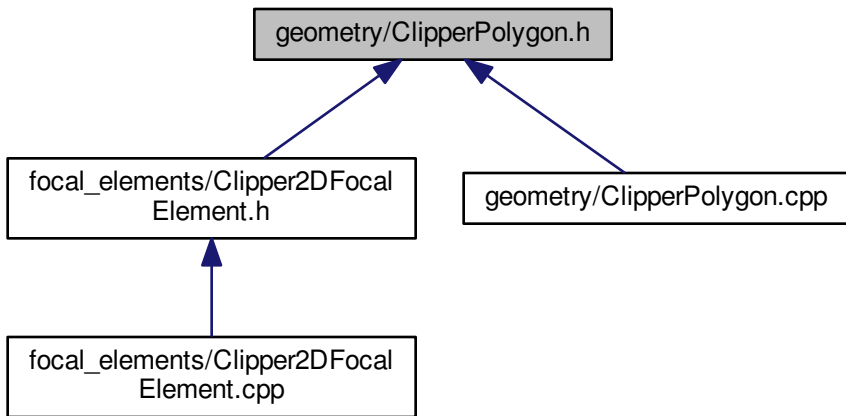 geometry/ClipperPolygon.h
focal_elements/Clipper2DFocal
Element.h
geometry/ClipperPolygon.cpp
focal_elements/Clipper2DFocal
Element.cpp